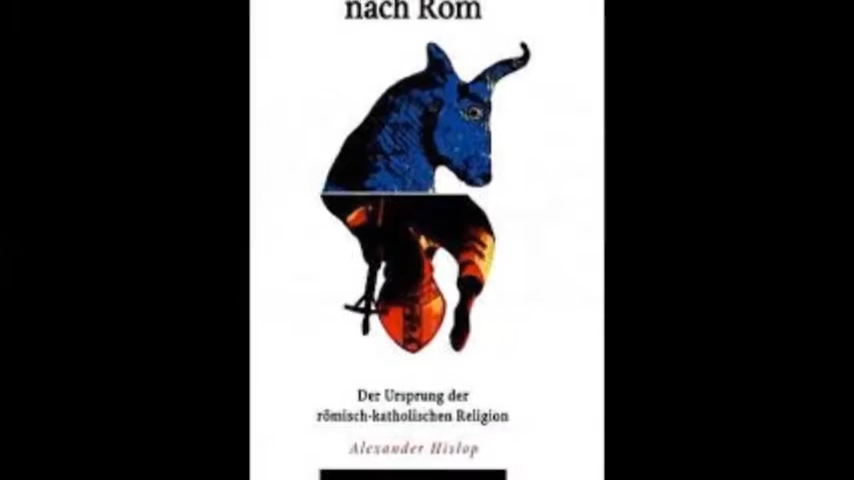 nach Rom
Der Ursprung der
römisch-katholischen Religion
Alexander Hislop